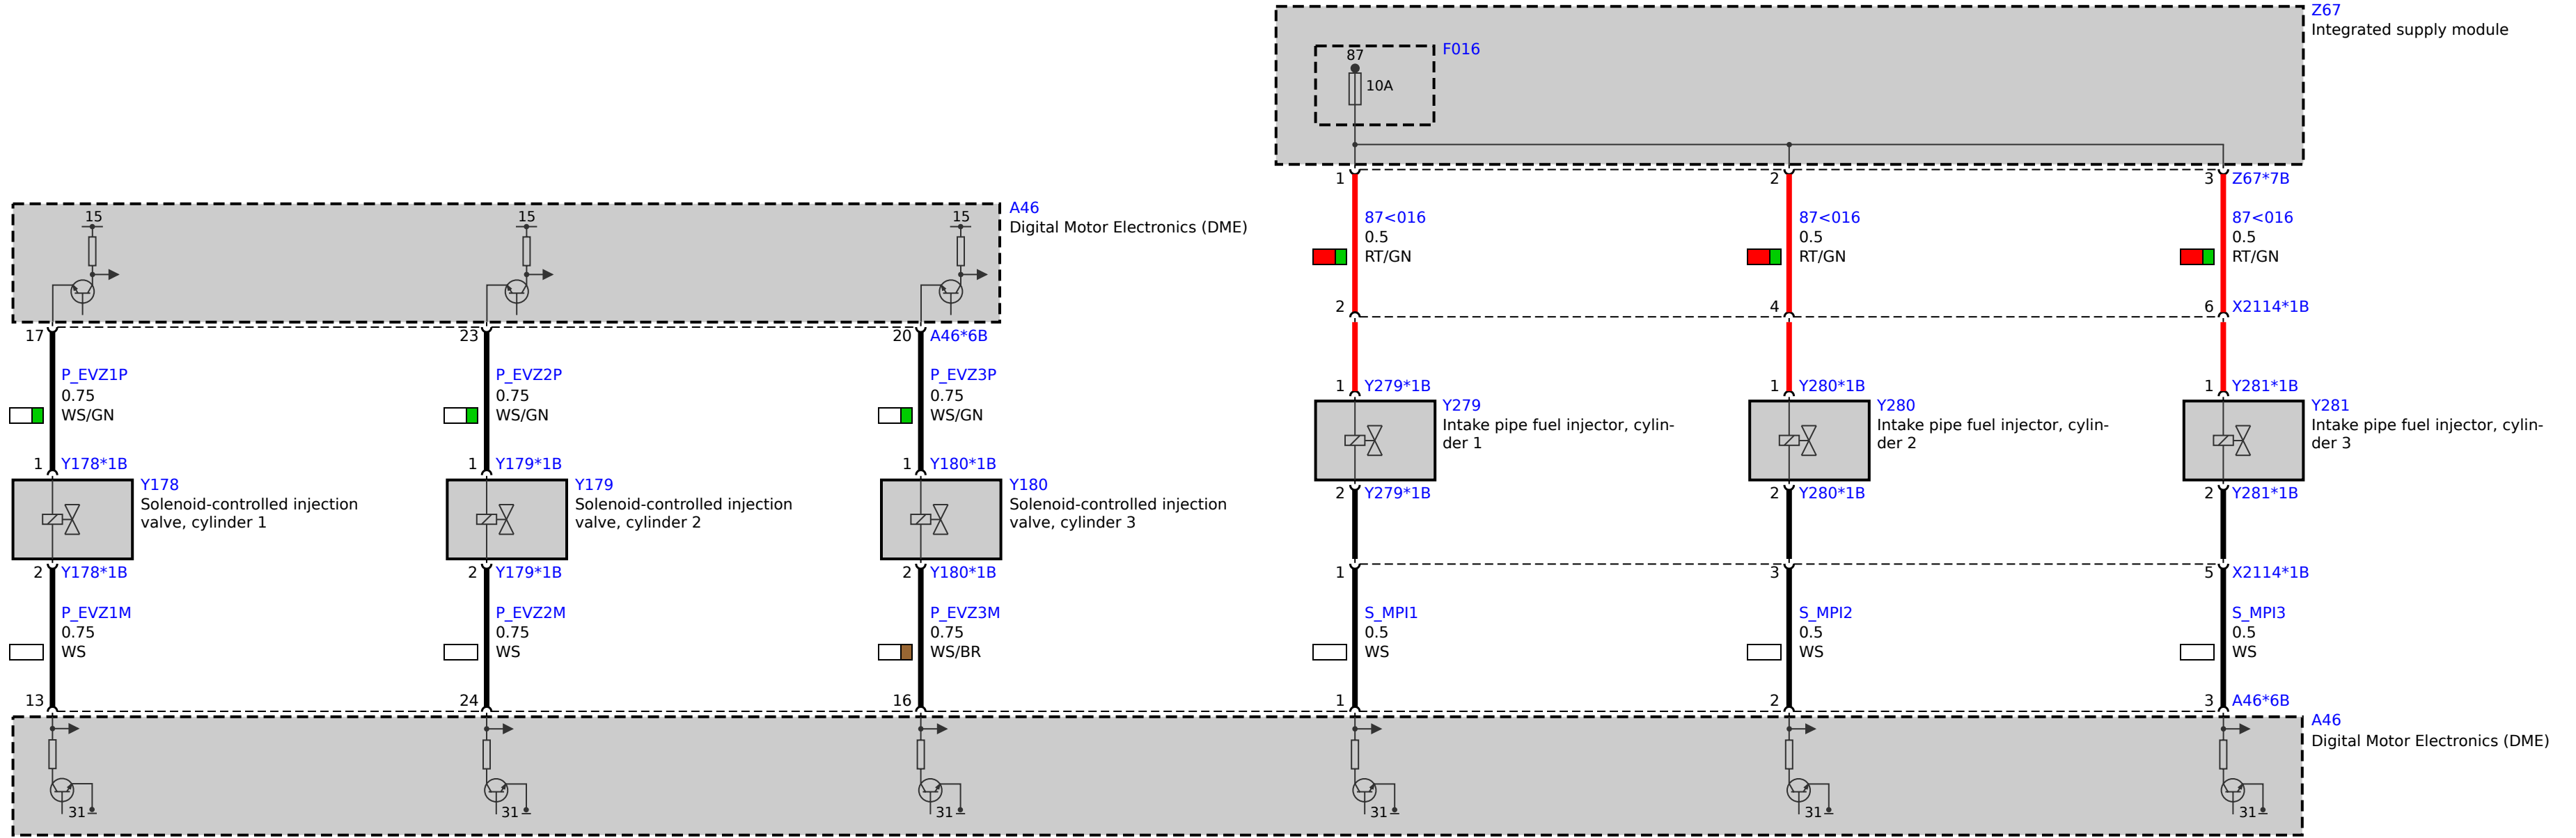 Z67
Integrated supply module
F016
87
10A
1
2
3
Z67*7B
A46
Digital Motor Electronics (DME)
15
15
15
87<016
0.5
RT/GN
87<016
0.5
RT/GN
87<016
0.5
RT/GN
2
4
6
X2114*1B
17
23
20
A46*6B
P_EVZ1P
0.75
WS/GN
P_EVZ2P
0.75
WS/GN
P_EVZ3P
0.75
WS/GN
1
Y279*1B
1
Y280*1B
1
Y281*1B
Y279
Intake pipe fuel injector, cylin-
der 1
Y280
Intake pipe fuel injector, cylin-
der 2
Y281
Intake pipe fuel injector, cylin-
der 3
1
Y178*1B
1
Y179*1B
1
Y180*1B
Y178
Solenoid-controlled injection
valve, cylinder 1
Y179
Solenoid-controlled injection
valve, cylinder 2
Y180
Solenoid-controlled injection
valve, cylinder 3
2
Y279*1B
2
Y280*1B
2
Y281*1B
2
Y178*1B
2
Y179*1B
2
Y180*1B
1
3
5
X2114*1B
P_EVZ1M
0.75
WS
P_EVZ2M
0.75
WS
P_EVZ3M
0.75
WS/BR
S_MPI1
0.5
WS
S_MPI2
0.5
WS
S_MPI3
0.5
WS
13
24
16
1
2
3
A46*6B
A46
Digital Motor Electronics (DME)
31
31
31
31
31
31